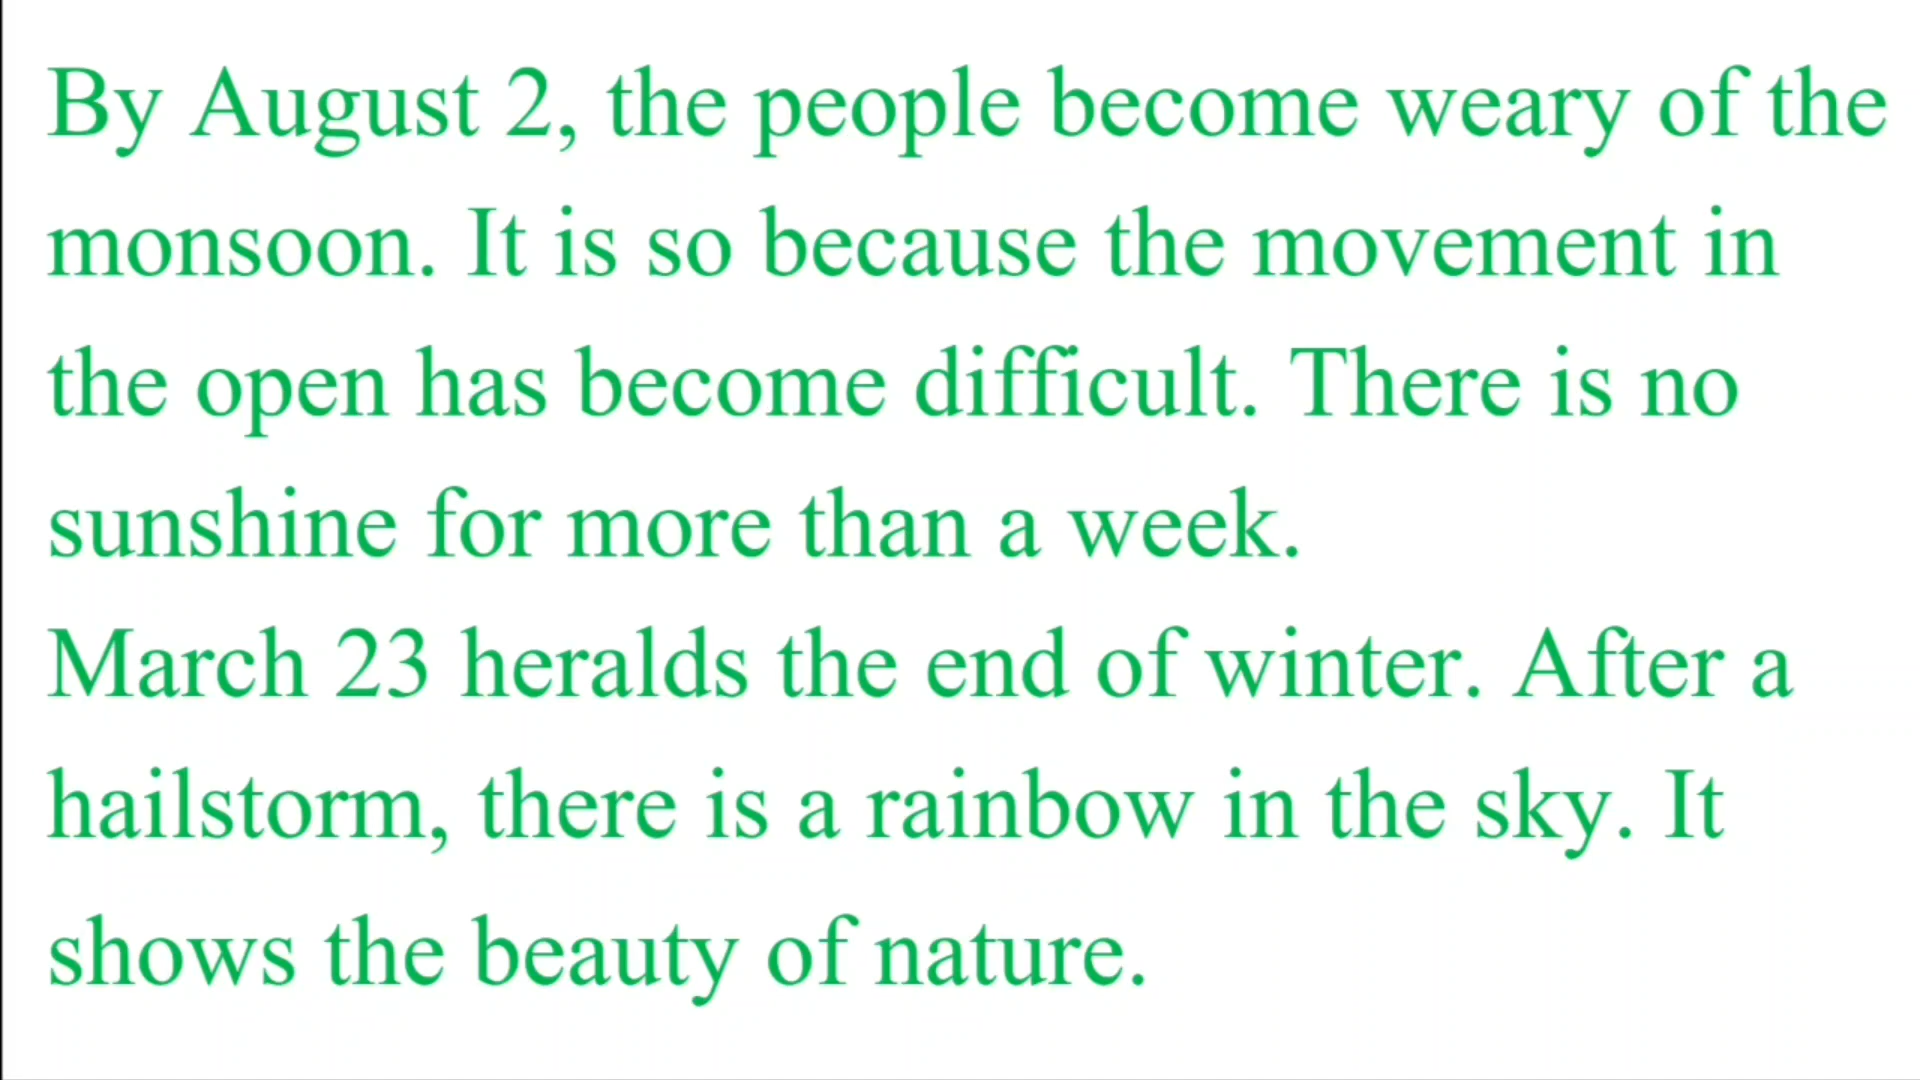 By August 2, the people become weary of the
monsoon. It is so because the movement in
the open has become difficult. There is no
sunshine for more than a week.
March 23 heralds the end of winter. After a
hailstorm, there is a rainbow in the sky. It
shows the beauty of nature.